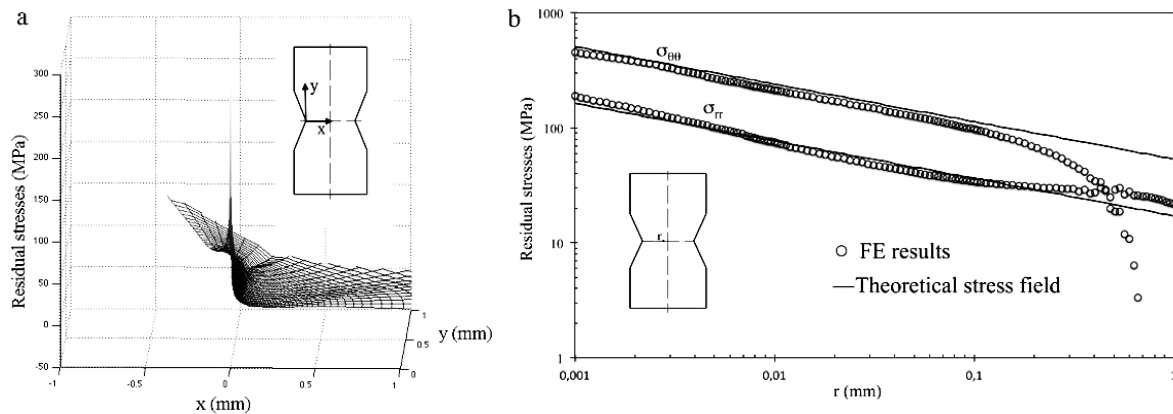 a
Residual stresses (MPa)
300
250
200
150
100
50
0
-50
-1
-0.5
0
0.5
1
x (mm)
0
0.5
1
y (mm)
y
x
b
Residual stresses (MPa)
1000
100
10
1
0,001
0,01
0,1
1
r (mm)
σθθ
σrr
r
FE results
Theoretical stress field